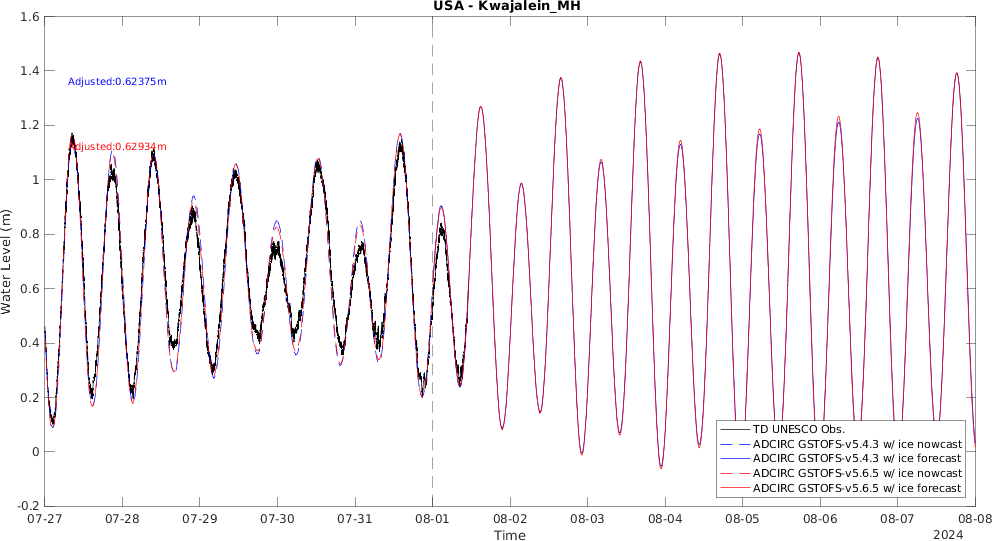 USA - Kwajalein_MH
1.6
1.4
1.2
1
0.8
0.6
0.4
0.2
0
-0.2
Water Level (m)
Adjusted:0.62375m
Adjusted:0.62934m
TD UNESCO Obs.
ADCIRC GSTOFS-v5.4.3 w/ ice nowcast
ADCIRC GSTOFS-v5.4.3 w/ ice forecast
ADCIRC GSTOFS-v5.6.5 w/ ice nowcast
ADCIRC GSTOFS-v5.6.5 w/ ice forecast
07-27 07-28 07-29 07-30 07-31 08-01 08-02 08-03 08-04 08-05 08-06 08-07 08-08
Time
2024